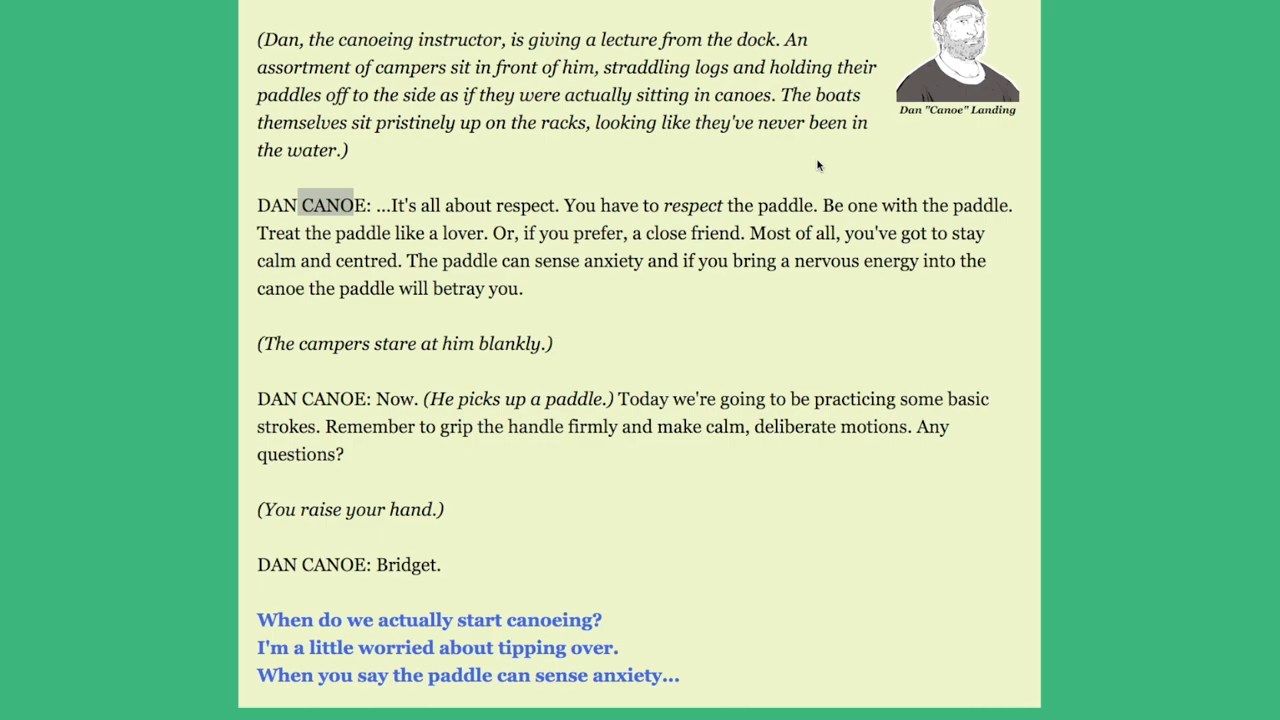 (Dan, the canoeing instructor, is giving a lecture from the dock. An
assortment of campers sit in front of him, straddling logs and holding their
paddles off to the side as if they were actually sitting in canoes. The boats
themselves sit pristinely up on the racks, looking like they've never been in
the water.)
Dan "Canoe" Landing
DAN CANOE: ...It's all about respect. You have to respect the paddle. Be one with the paddle.
Treat the paddle like a lover. Or, if you prefer, a close friend. Most of all, you've got to stay
calm and centred. The paddle can sense anxiety and if you bring a nervous energy into the
canoe the paddle will betray you.
(The campers stare at him blankly.)
DAN CANOE: Now. (He picks up a paddle.) Today we're going to be practicing some basic
strokes. Remember to grip the handle firmly and make calm, deliberate motions. Any
questions?
(You raise your hand.)
DAN CANOE: Bridget.
When do we actually start canoeing?
I'm a little worried about tipping over.
When you say the paddle can sense anxiety...